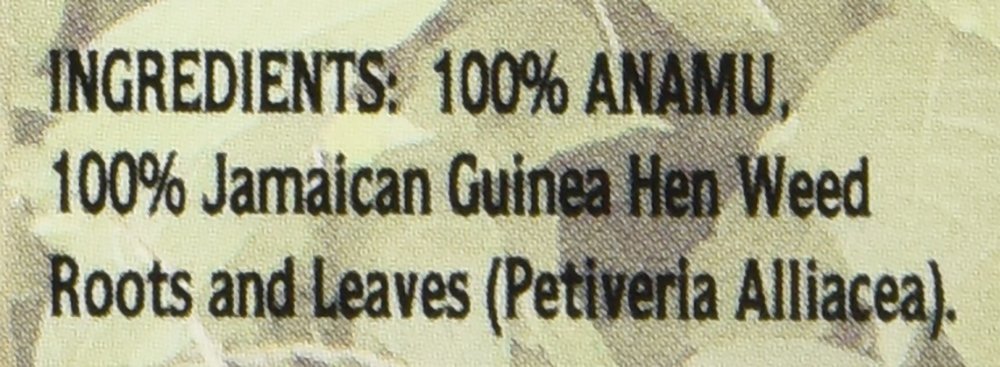 INGREDIENTS: 100% ANAMU,
100% Jamaican Guinea Hen Weed
Roots and Leaves (Petiveria Alliacea).